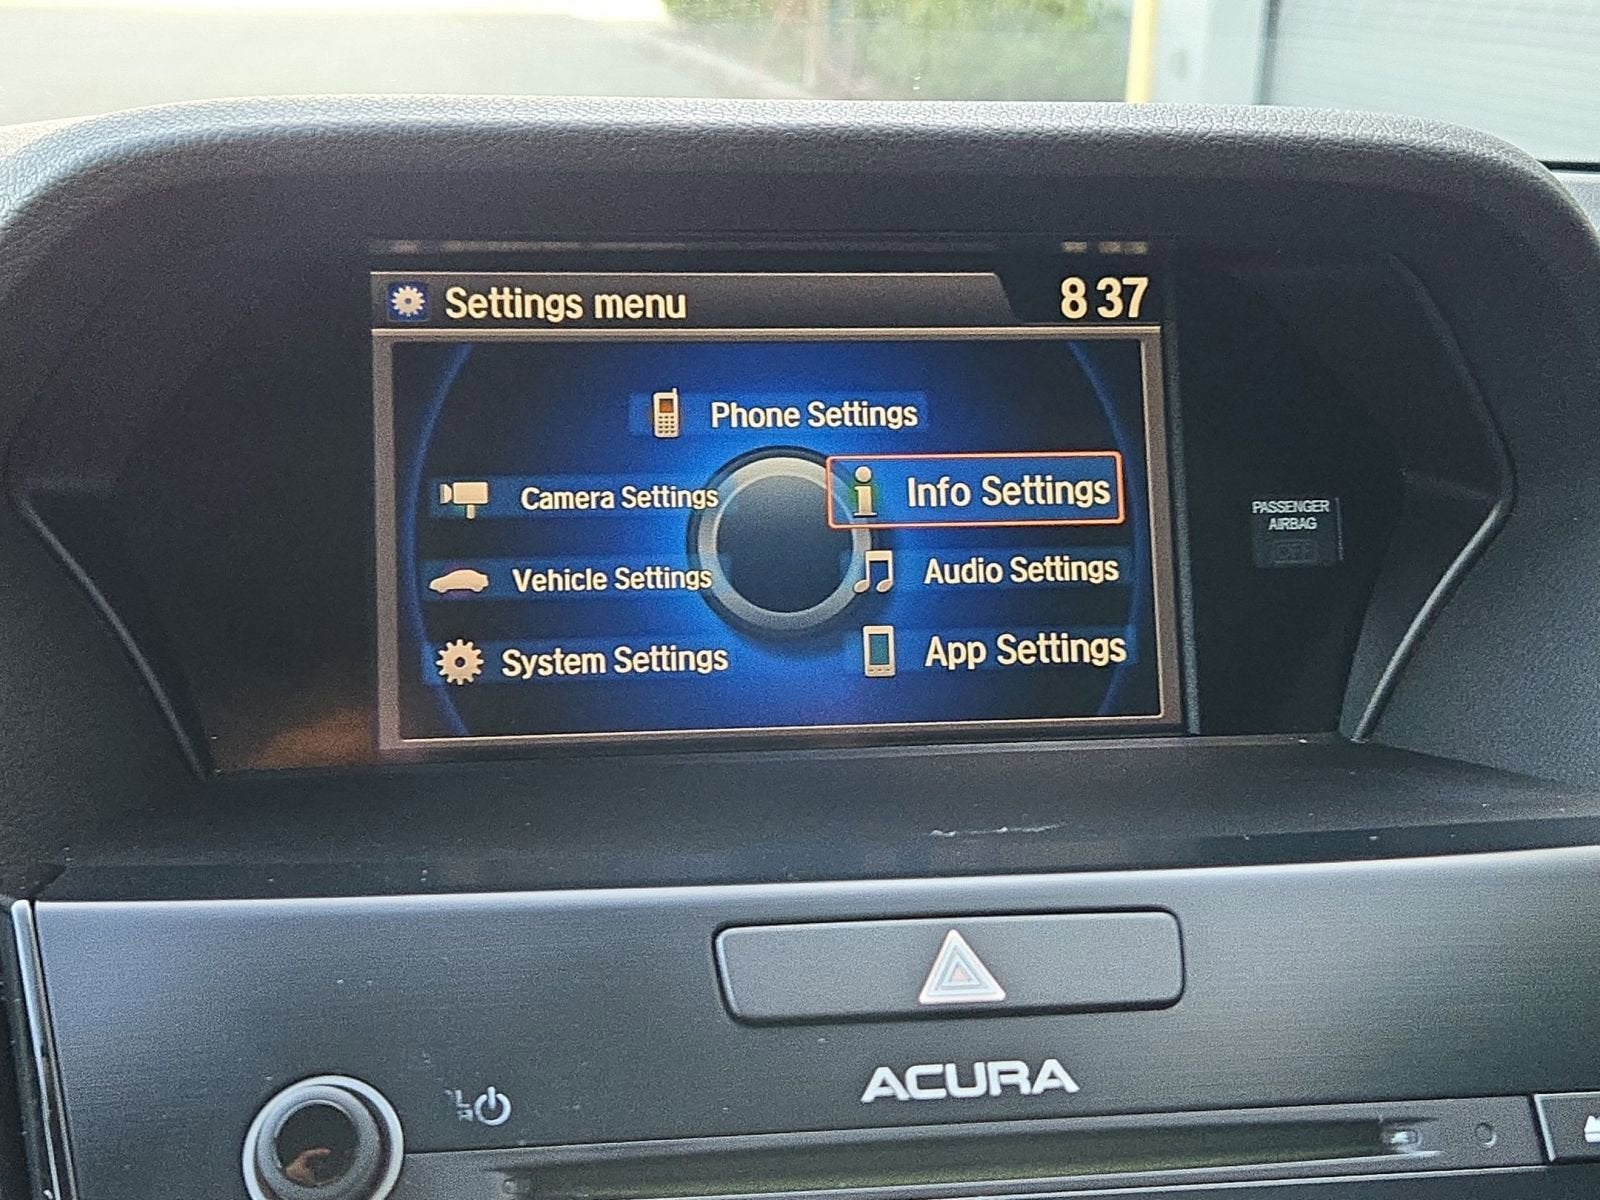 Settings menu
8 37
Phone Settings
Camera Settings
Info Settings
Vehicle Settings
Audio Settings
System Settings
App Settings
PASSENGER
AIRBAG
OFF
ACURA